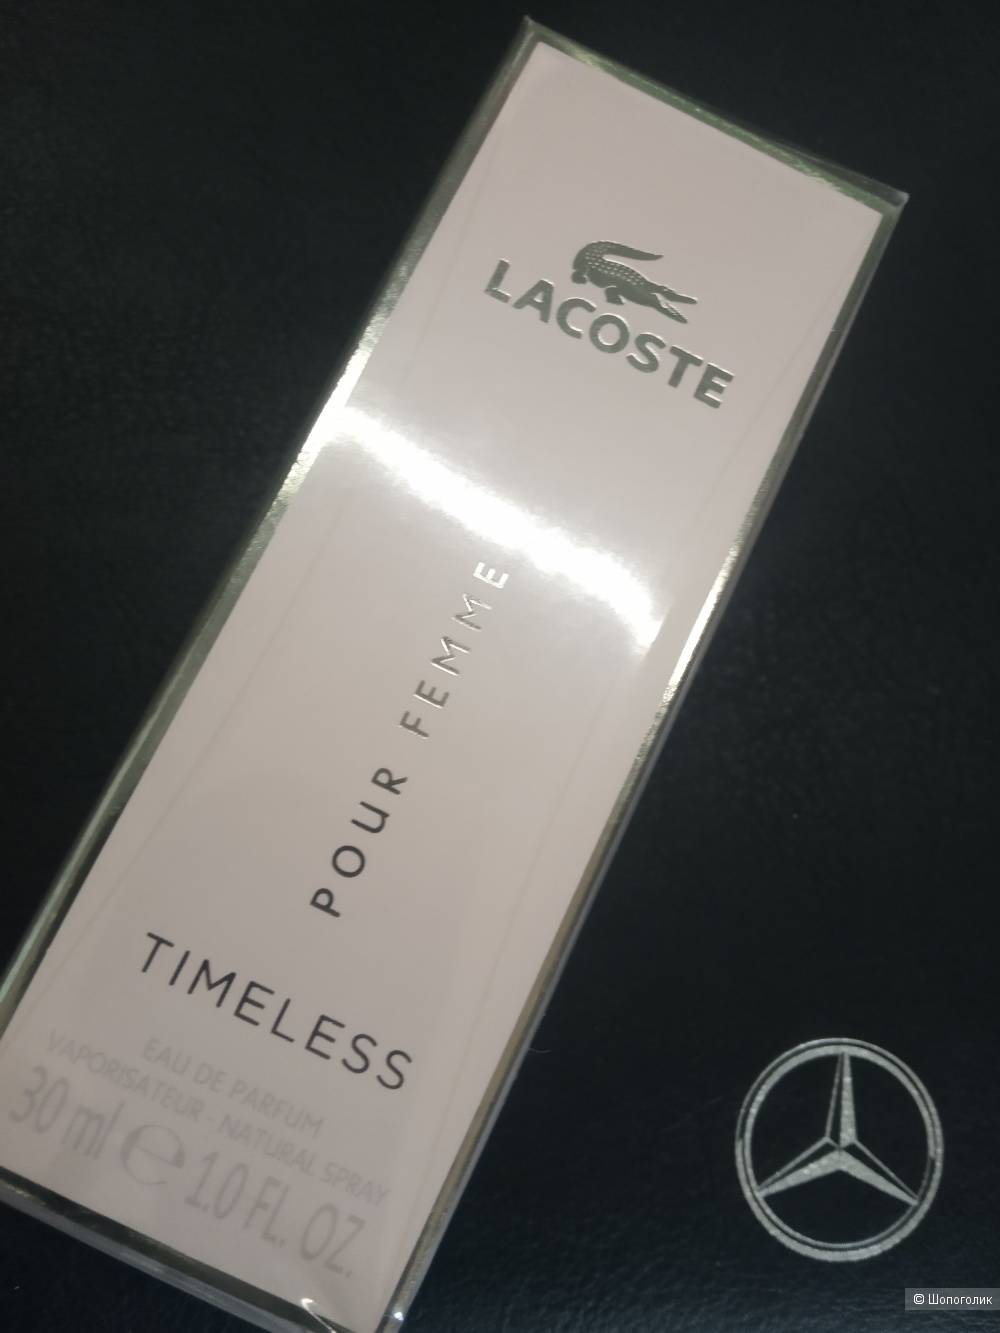 LACOSTE
POUR FEMME
TIMELESS
EAU DE PARFUM
VAPORISATEUR - NATURAL SPRAY
30 ml ℮ 1.0 FL. OZ.
© Шопоголик